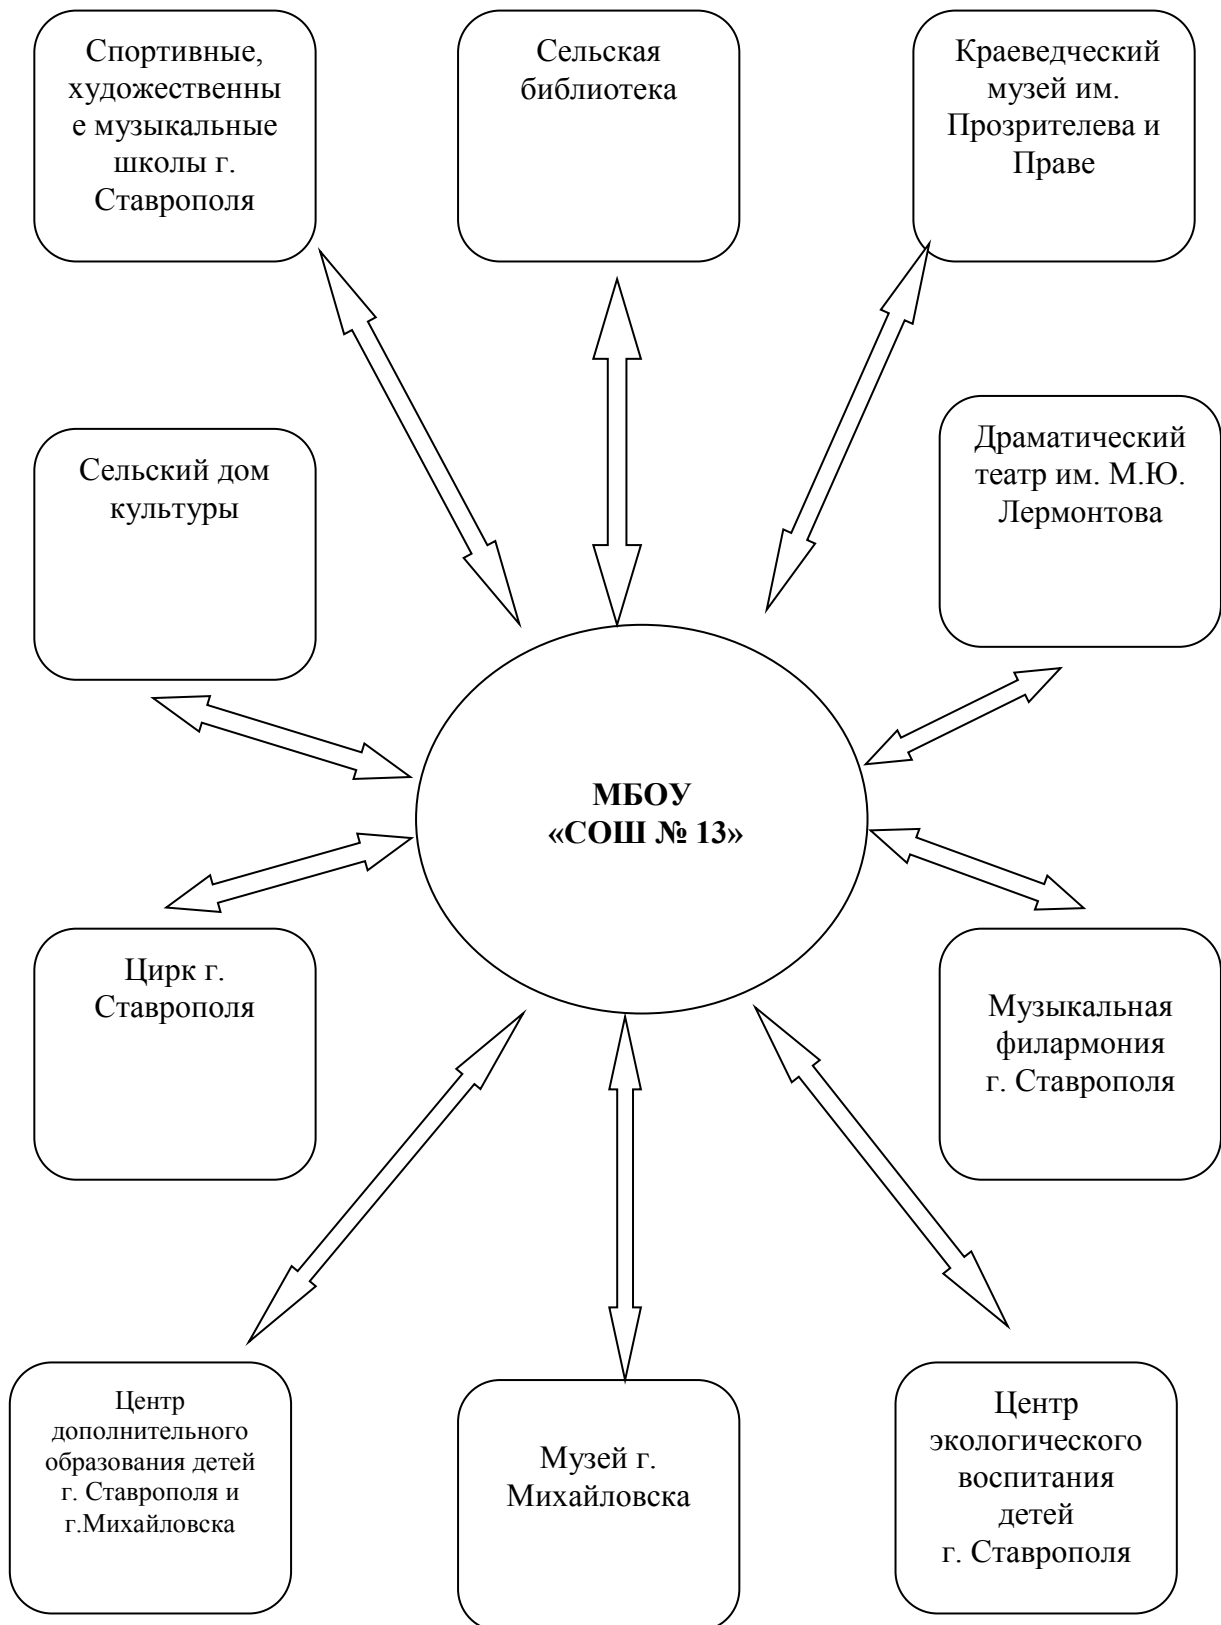 Спортивные,
художественны
е музыкальные
школы г.
Ставрополя
Сельская
библиотека
Краеведческий
музей им.
Прозрителева и
Праве
Сельский дом
культуры
Драматический
театр им. М.Ю.
Лермонтова
МБОУ
«СОШ № 13»
Цирк г.
Ставрополя
Музыкальная
филармония
г. Ставрополя
Центр
дополнительного
образования детей
г. Ставрополя и
г.Михайловска
Музей г.
Михайловска
Центр
экологического
воспитания
детей
г. Ставрополя